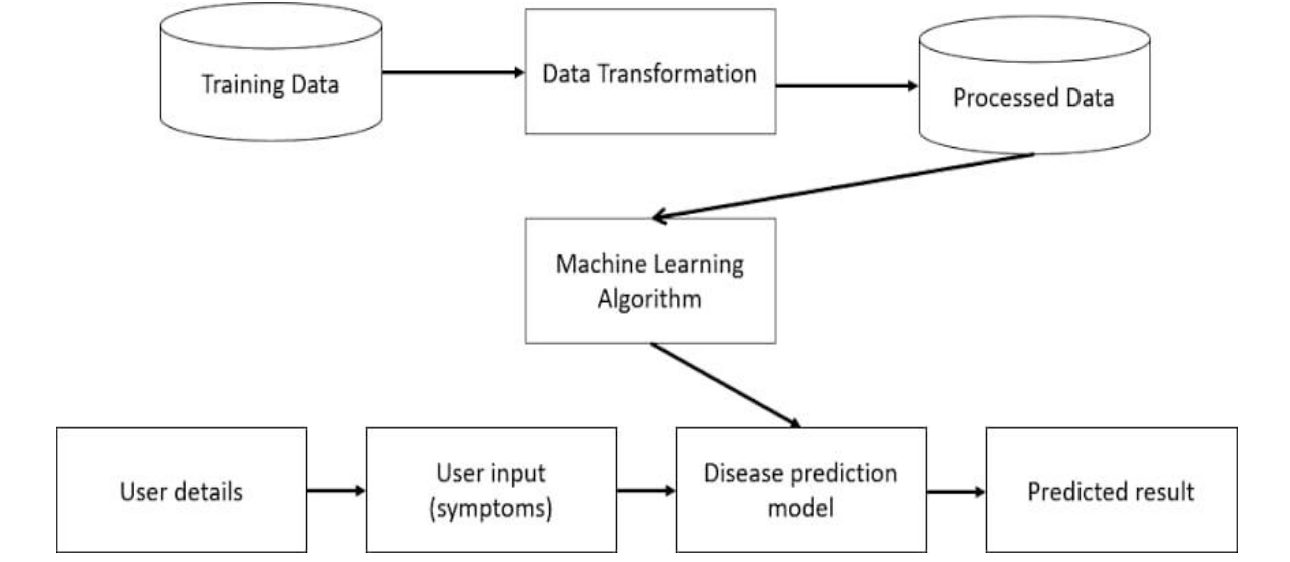 Training Data
Data Transformation
Processed Data
Machine Learning
Algorithm
User details
User input
(symptoms)
Disease prediction
model
Predicted result